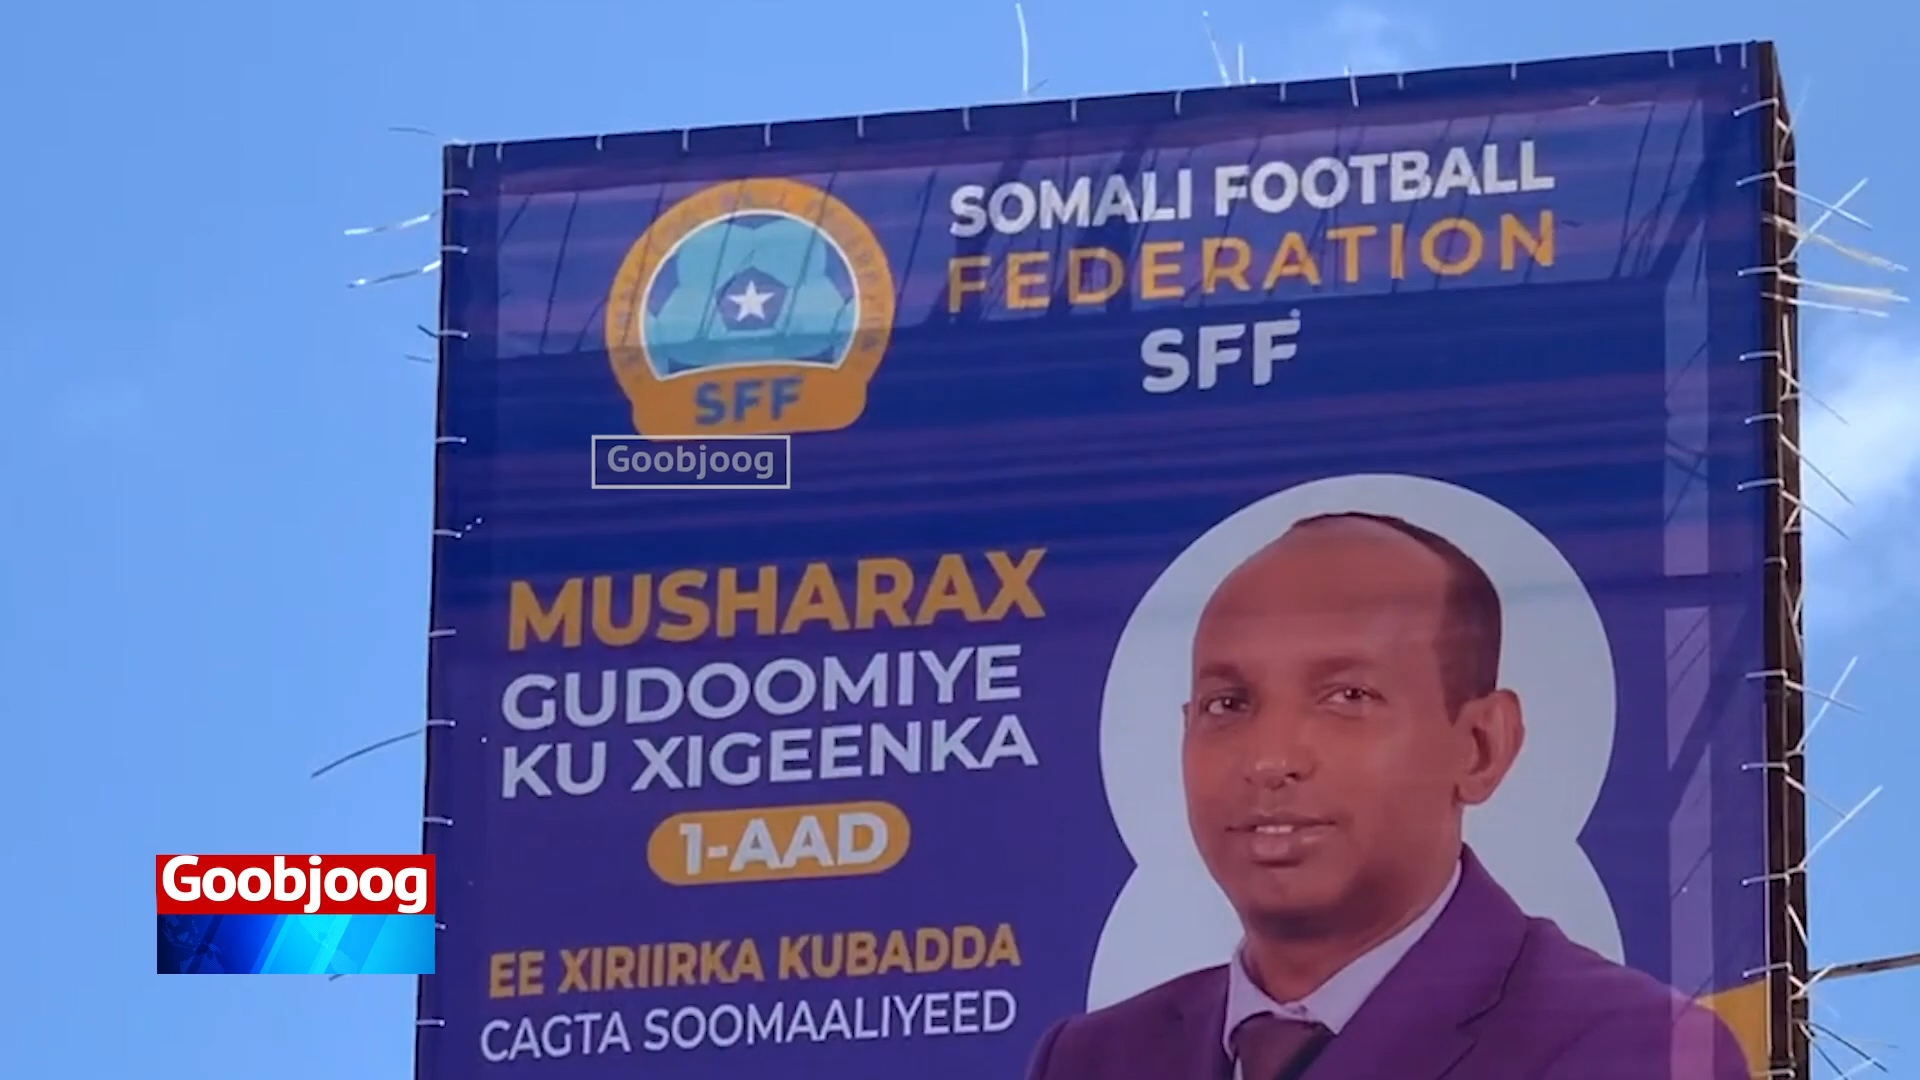 SOMALI FOOTBALL
FEDERATION
SFF
SFF
Goobjoog
MUSHARAX
GUDOOMIYE
KU XIGEENKA
1-AAD
EE XIRIIRKA KUBADDA
CAGTA SOOMAALIYEED
Goobjoog